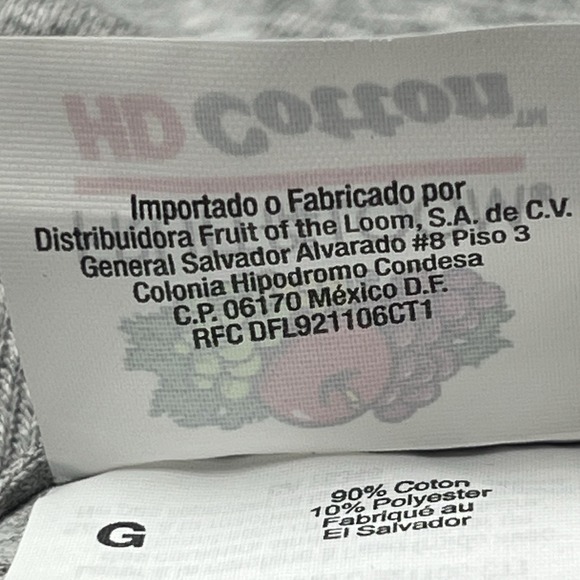 HD Cotton™
Importado o Fabricado por
Distribuidora Fruit of the Loom, S.A. de C.V.
General Salvador Alvarado #8 Piso 3
Colonia Hipodromo Condesa
C.P. 06170 México D.F.
RFC DFL921106CT1
G
90% Coton
10% Polyester
Fabriqué au
El Salvador